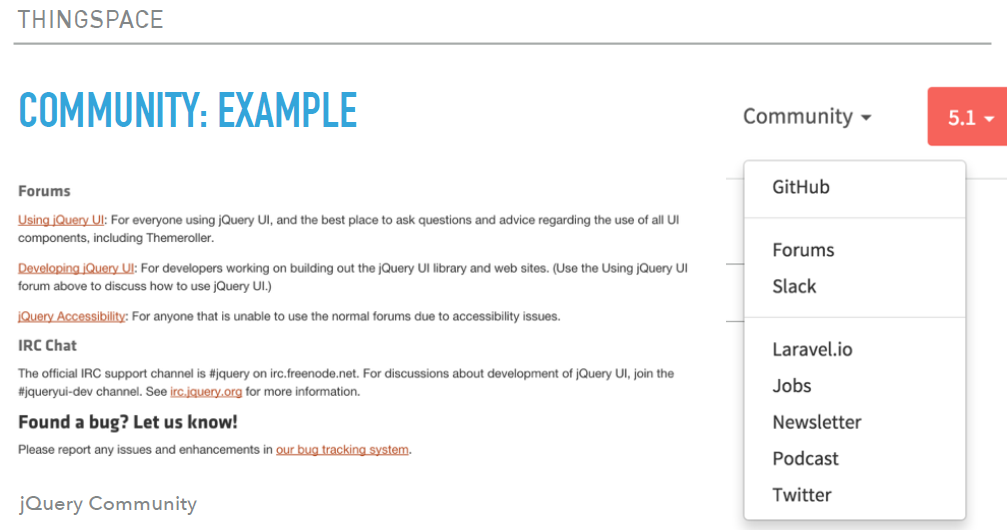 THINGSPACE
COMMUNITY: EXAMPLE
Forums
Using jQuery UI: For everyone using jQuery UI, and the best place to ask questions and advice regarding the use of all UI
components, including Themeroller.
Developing jQuery UI: For developers working on building out the jQuery UI library and web sites. (Use the Using jQuery UI
forum above to discuss how to use jQuery UI.)
jQuery Accessibility: For anyone that is unable to use the normal forums due to accessibility issues.
IRC Chat
The official IRC support channel is #jquery on irc.freenode.net. For discussions about development of jQuery UI, join the
#jqueryui-dev channel. See irc.jquery.org for more information.
Found a bug? Let us know!
Please report any issues and enhancements in our bug tracking system.
jQuery Community
Community
5.1
GitHub
Forums
Slack
Laravel.io
Jobs
Newsletter
Podcast
Twitter